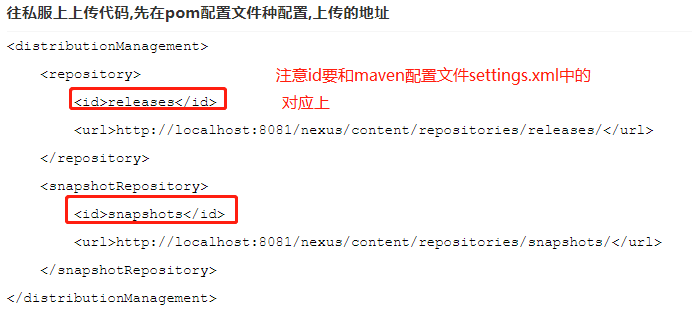 往私服上上传代码,先在pom配置文件种配置,上传的地址
<distributionManagement>
<repository>
注意id要和maven配置文件settings.xml中的
<id>releases</id>
对应上
<url>http://localhost:8081/nexus/content/repositories/releases/</url>
</repository>
<snapshotRepository>
<id>snapshots</id>
<url>http://localhost:8081/nexus/content/repositories/snapshots/</url>
</snapshotRepository>
</distributionManagement>